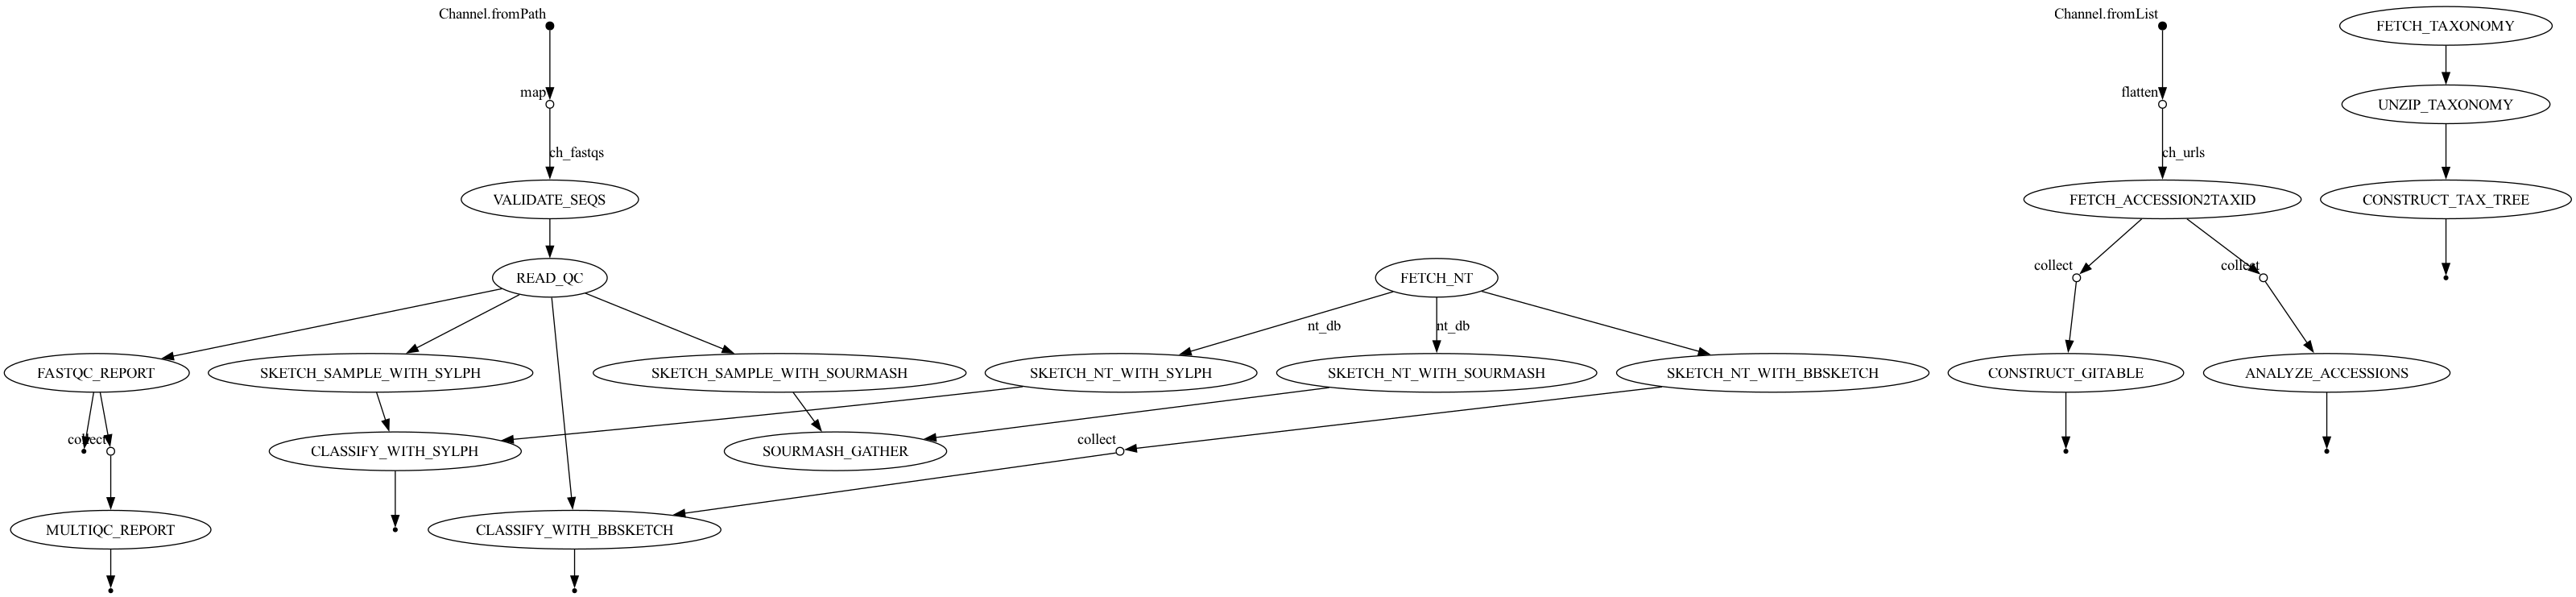 Channel.fromPath
Channel.fromList
FETCH_TAXONOMY
map
flatten
UNZIP_TAXONOMY
ch_fastqs
ch_urls
VALIDATE_SEQS
FETCH_ACCESSION2TAXID
CONSTRUCT_TAX_TREE
READ_QC
FETCH_NT
collect
collect
nt_db
nt_db
FASTQC_REPORT
SKETCH_SAMPLE_WITH_SYLPH
SKETCH_SAMPLE_WITH_SOURMASH
SKETCH_NT_WITH_SYLPH
SKETCH_NT_WITH_SOURMASH
SKETCH_NT_WITH_BBSKETCH
CONSTRUCT_GITABLE
ANALYZE_ACCESSIONS
collect
CLASSIFY_WITH_SYLPH
SOURMASH_GATHER
collect
MULTIQC_REPORT
CLASSIFY_WITH_BBSKETCH